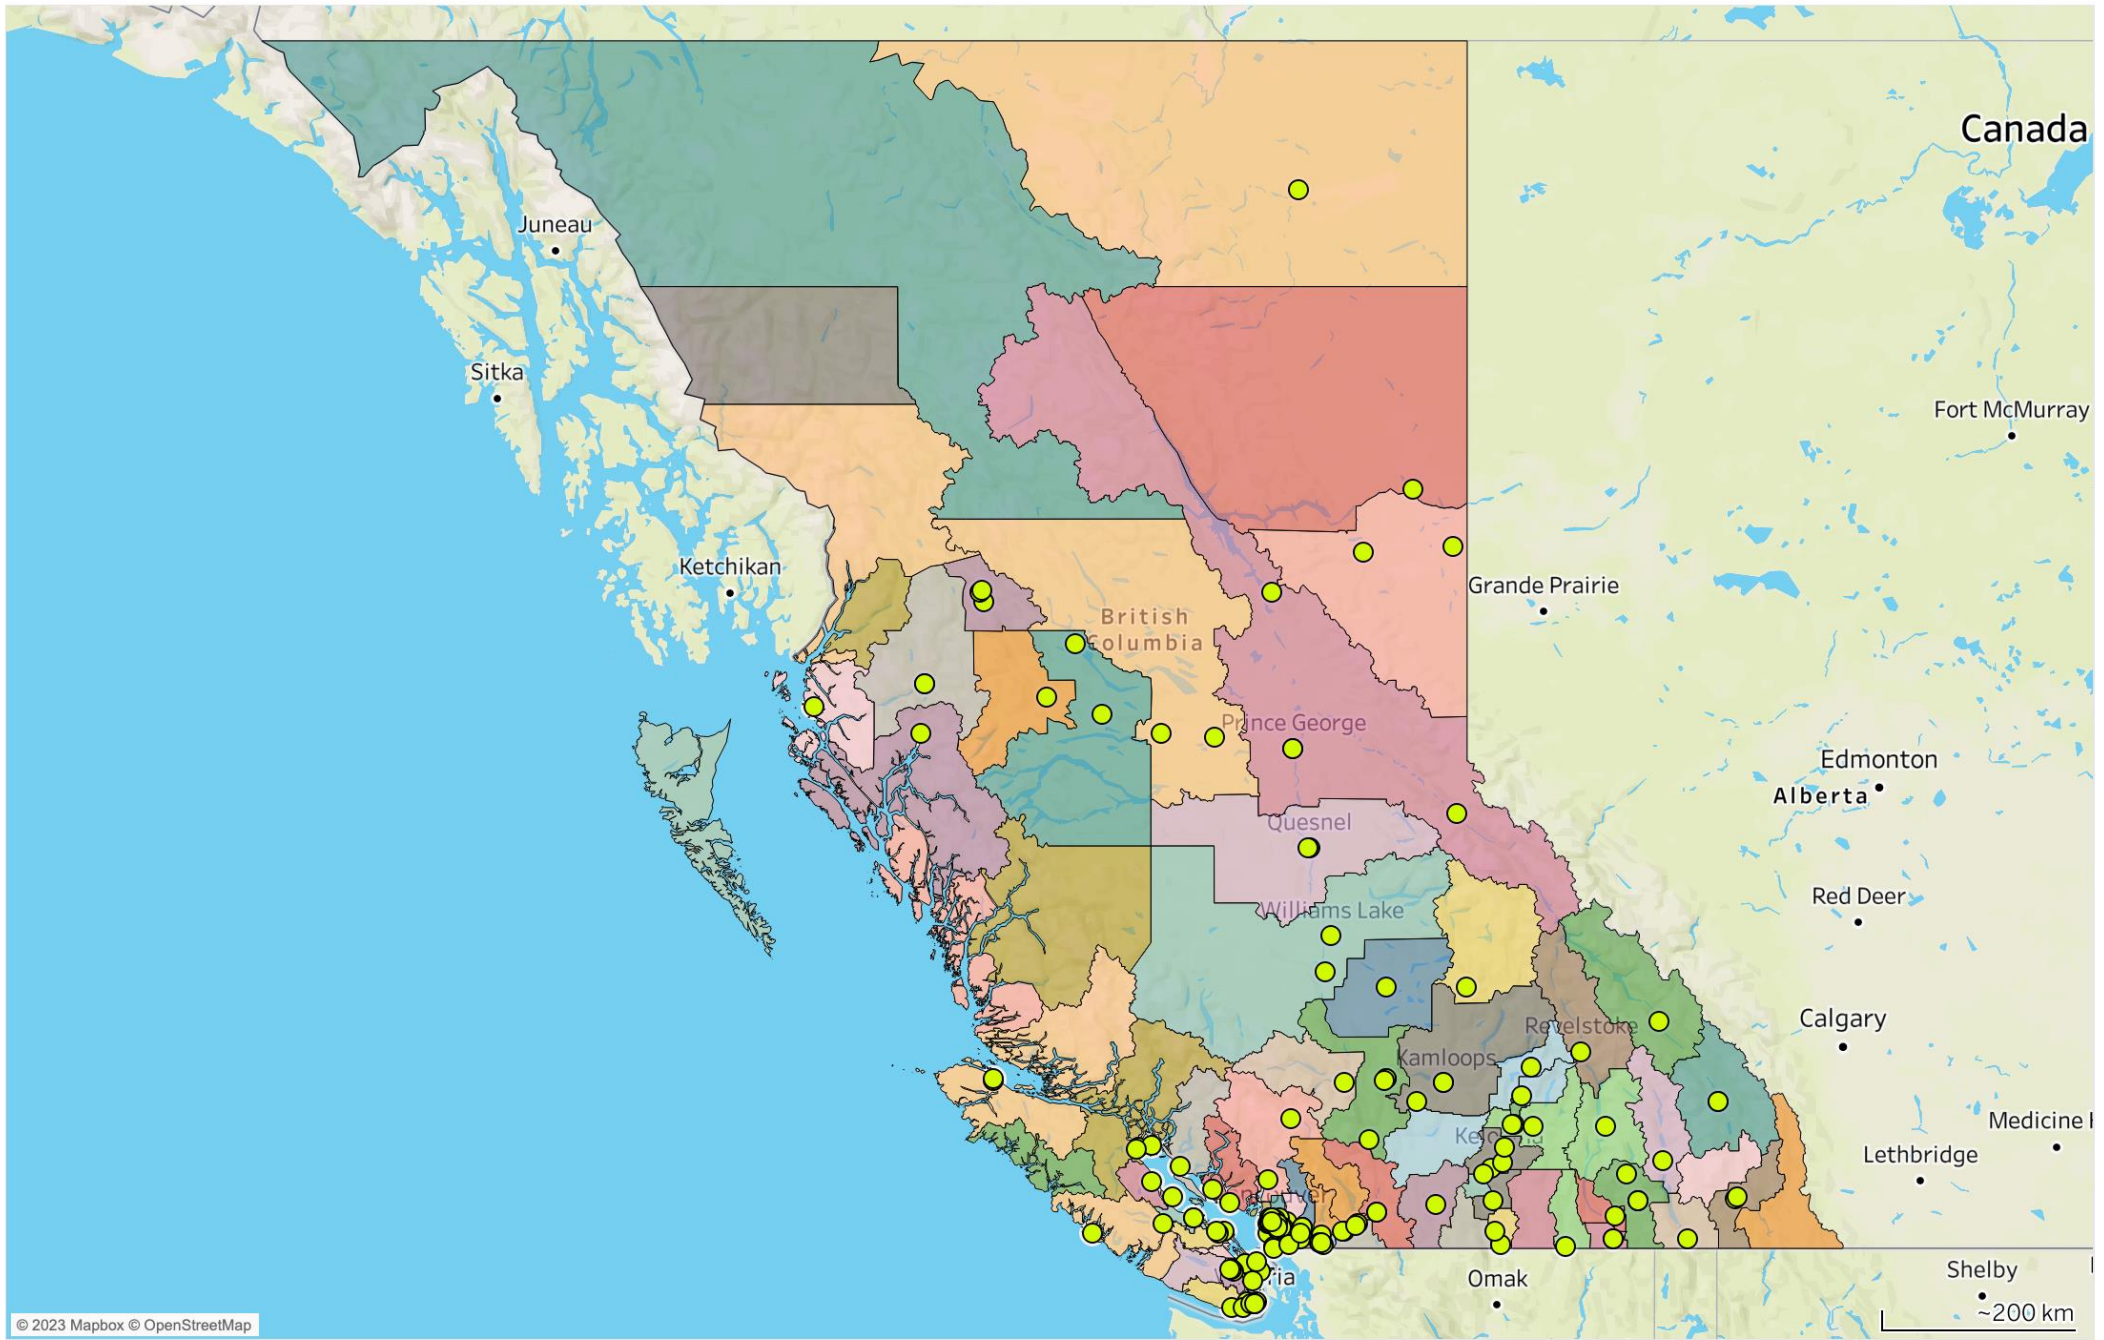 Canada
Juneau
Sitka
Fort McMurray
Ketchikan
Grande Prairie
British
Columbia
Prince George
Edmonton
Alberta
Quesnel
Red Deer
Williams Lake
Calgary
Revelstoke
Kamloops
Medicine H
Lethbridge
Shelby
Omak
~200 km
© 2023 Mapbox © OpenStreetMap